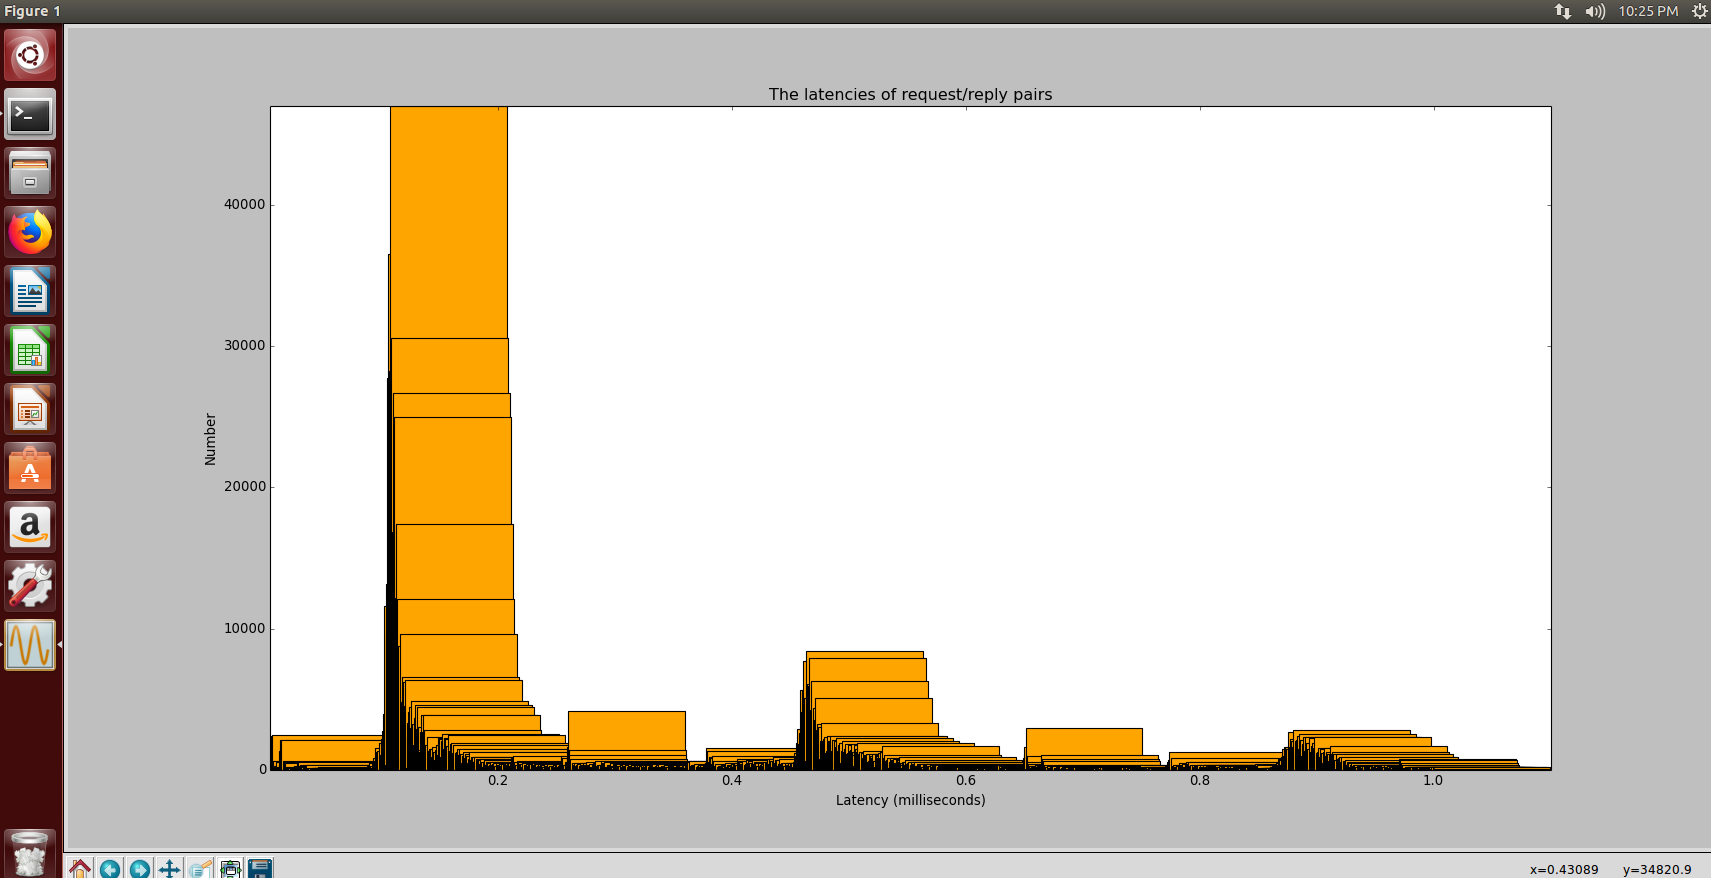 Figure 1
10:25 PM
The latencies of request/reply pairs
40000
30000
20000
10000
0
Number
0.2 0.4 0.6 0.8 1.0
Latency (milliseconds)
x=0.43089 y=34820.9